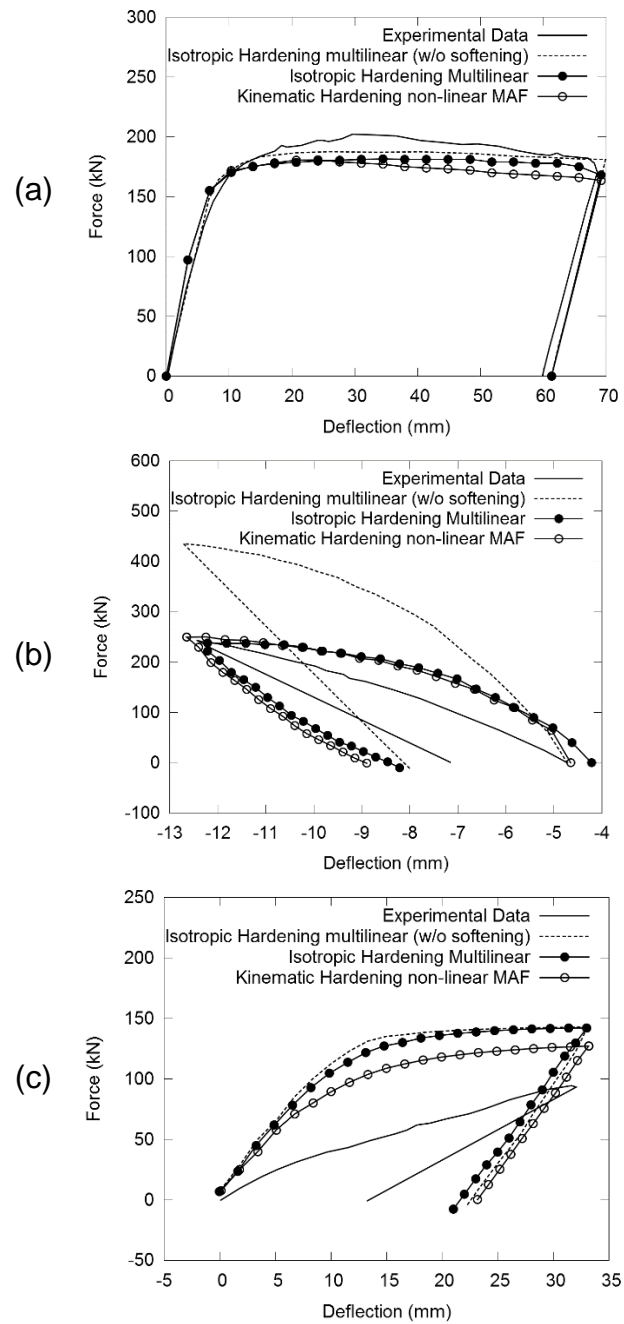 (a)
Force (kN)
300
250
200
150
100
50
0
Experimental Data
Isotropic Hardening multilinear (w/o softening)
Isotropic Hardening Multilinear
Kinematic Hardening non-linear MAF
0 10 20 30 40 50 60 70
Deflection (mm)
(b)
Force (kN)
600
500
400
300
200
100
0
-100
Experimental Data
Isotropic Hardening multilinear (w/o softening)
Isotropic Hardening Multilinear
Kinematic Hardening non-linear MAF
-13 -12 -11 -10 -9 -8 -7 -6 -5 -4
Deflection (mm)
(c)
Force (kN)
250
200
150
100
50
0
-50
Experimental Data
Isotropic Hardening multilinear (w/o softening)
Isotropic Hardening Multilinear
Kinematic Hardening non-linear MAF
-5 0 5 10 15 20 25 30 35
Deflection (mm)